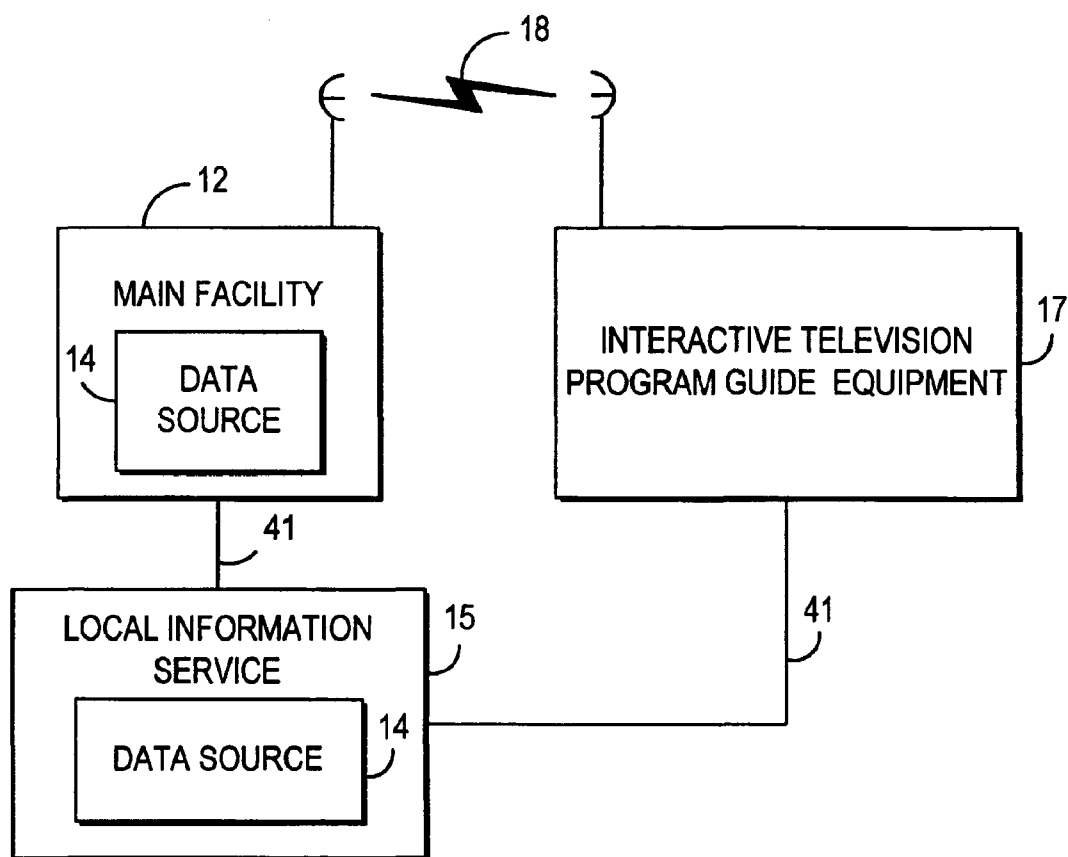 18
12
MAIN FACILITY
14
DATA
SOURCE
INTERACTIVE TELEVISION
PROGRAM GUIDE EQUIPMENT
17
41
LOCAL INFORMATION
SERVICE
15
41
14
DATA SOURCE